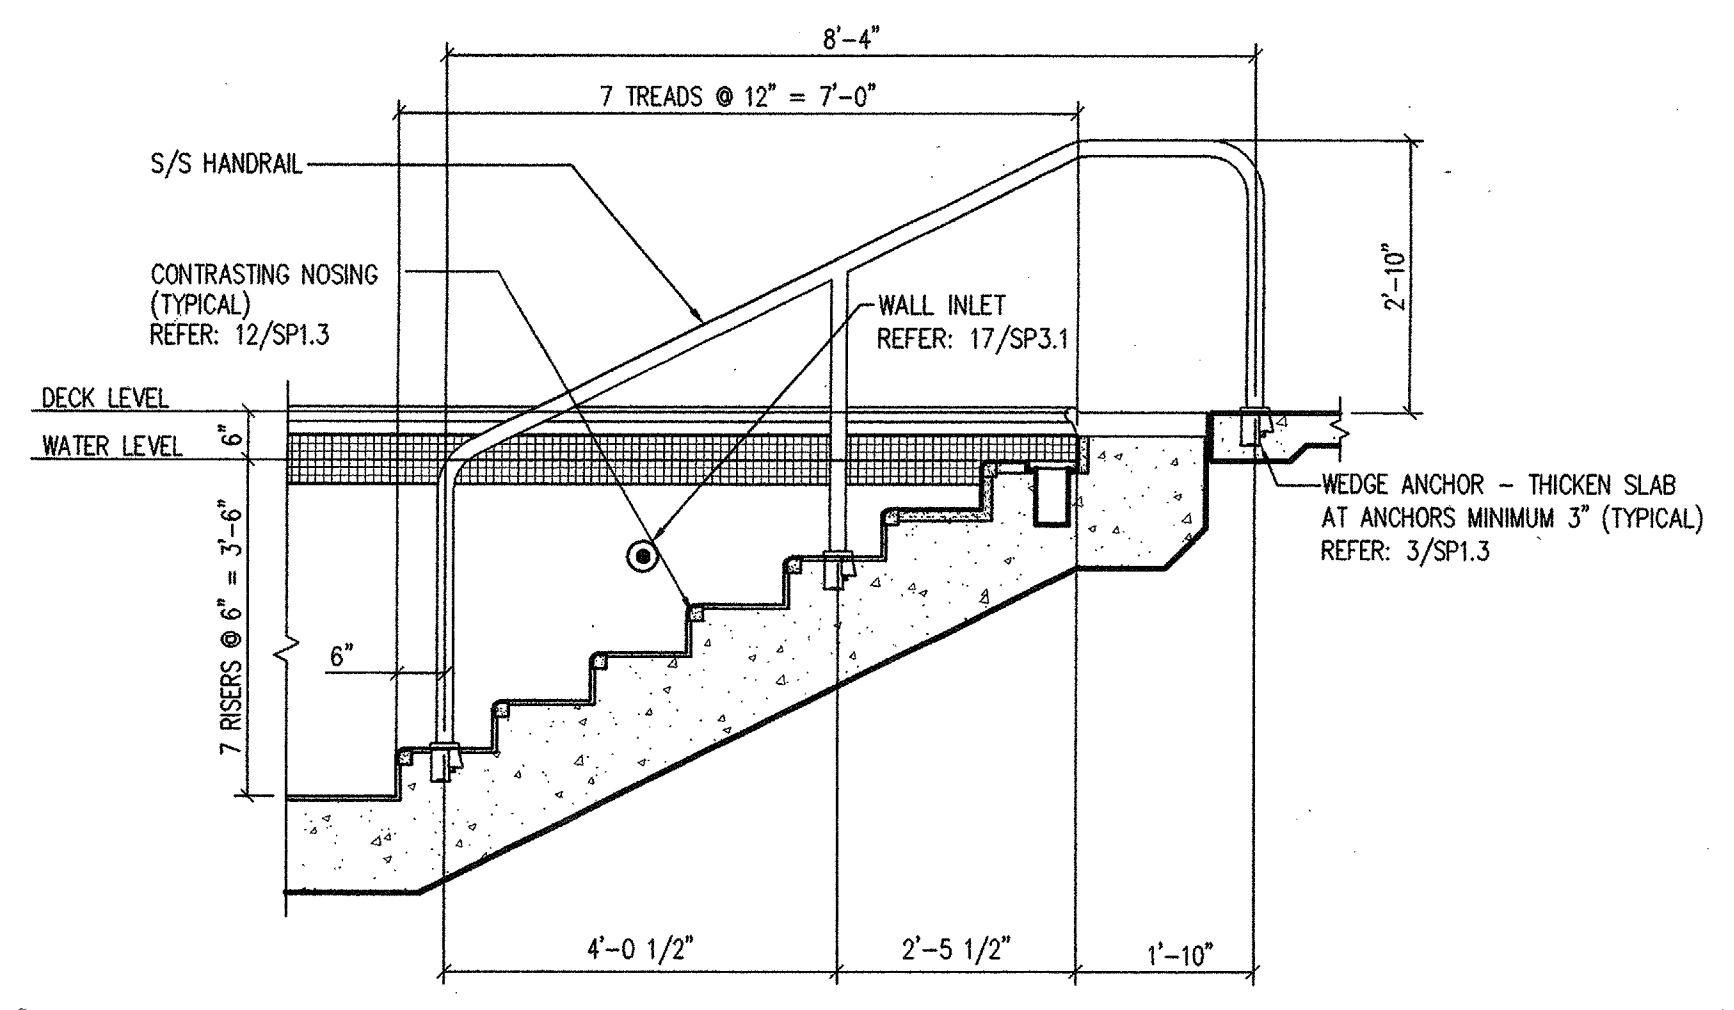 8'-4"
7 TREADS @ 12" = 7'-0"
S/S HANDRAIL
CONTRASTING NOSING
(TYPICAL)
REFER: 12/SP1.3
WALL INLET
REFER: 17/SP3.1
2'-10"
DECK LEVEL
6"
WATER LEVEL
WEDGE ANCHOR - THICKEN SLAB
AT ANCHORS MINIMUM 3" (TYPICAL)
REFER: 3/SP1.3
7 RISERS @ 6" = 3'-6"
6"
4'-0 1/2"
2'-5 1/2"
1'-10"